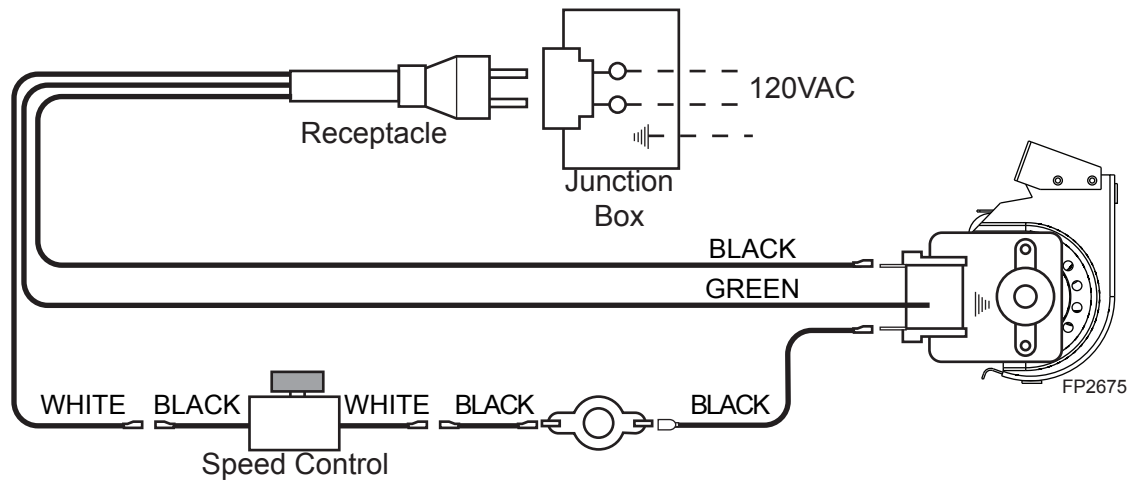 120VAC
Receptacle
Junction
Box
BLACK
GREEN
FP2675
WHITE BLACK WHITE BLACK BLACK
Speed Control